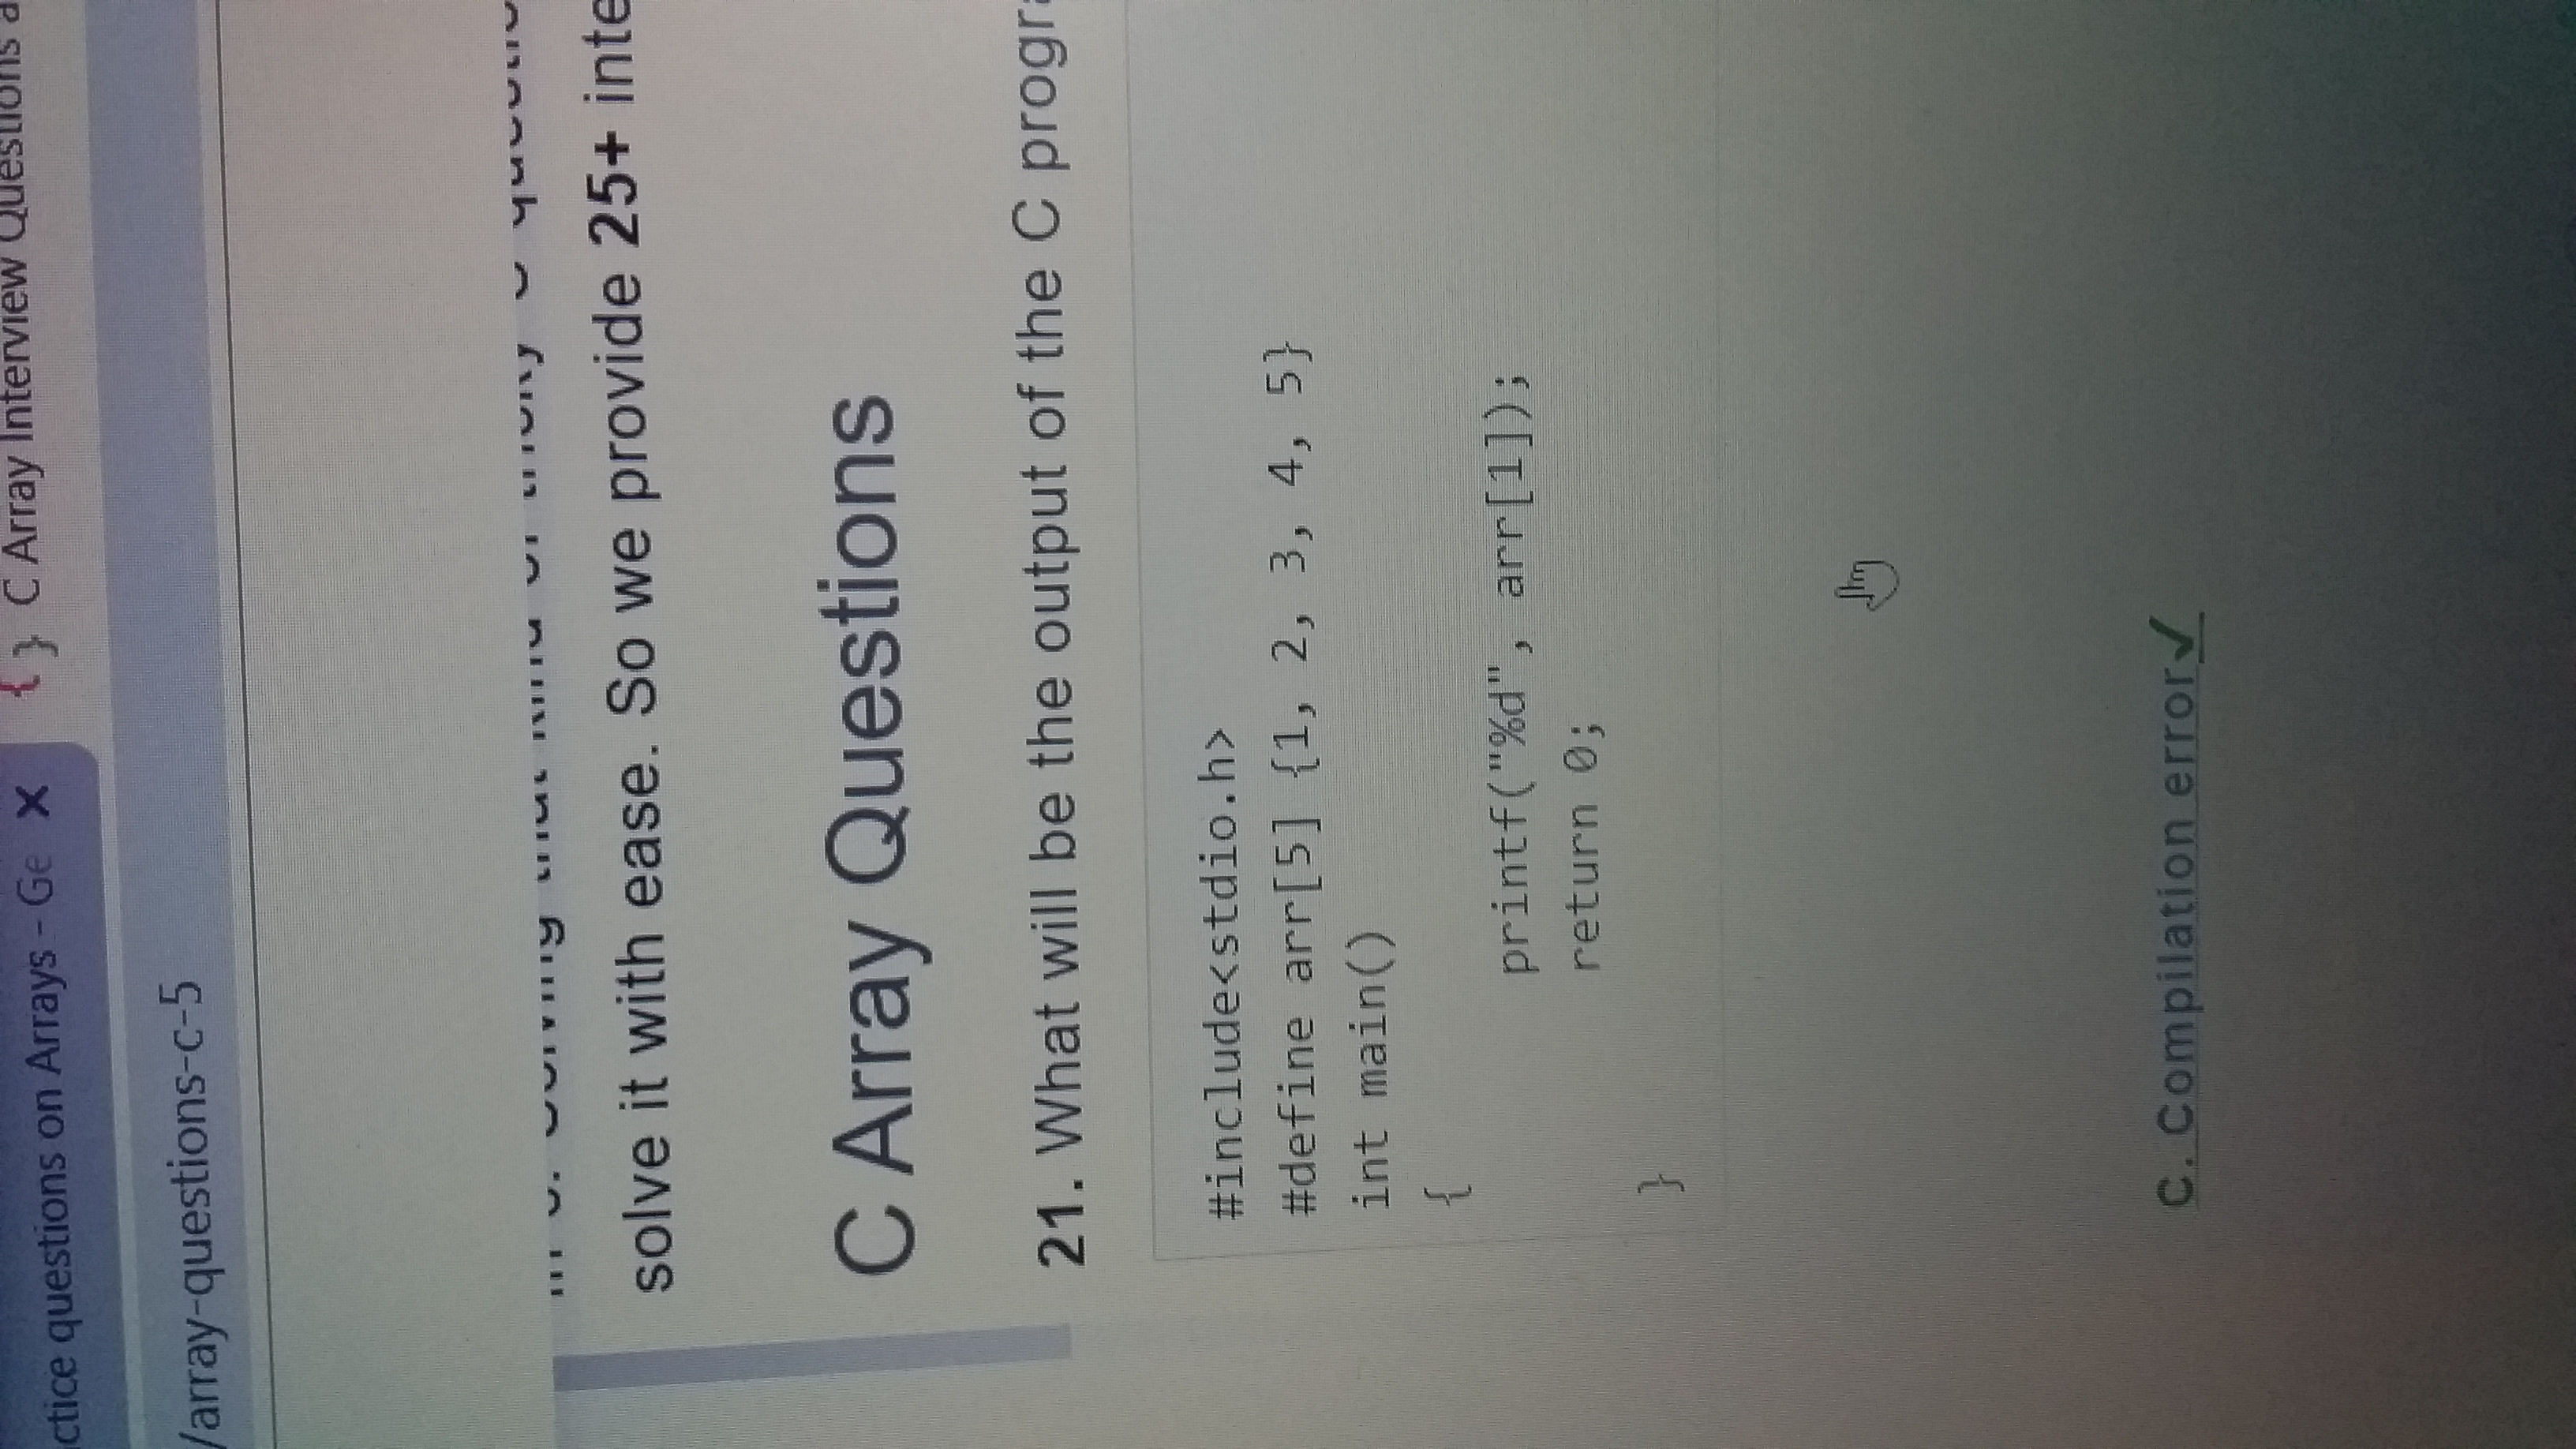 ctice questions on Arrays - Ge
{ } C Array Interview Questions a
/array-questions-c-5
solve it with ease. So we provide 25+ inte
C Array Questions
21. What will be the output of the C progra
#include<stdio.h>
#define arr[5] {1, 2, 3, 4, 5}
int main()
{
printf("%d", arr[1]);
return 0;
}
C. Compilation error✓